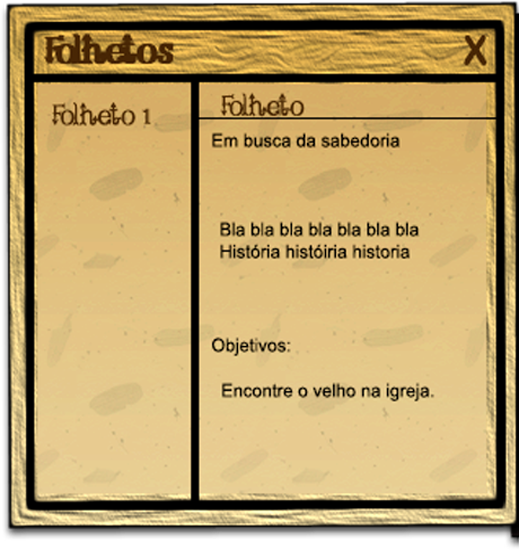 Folhetos X
Folheto 1
Folheto
Em busca da sabedoria
Bla bla bla bla bla bla bla
História históiria historia
Objetivos:
Encontre o velho na igreja.